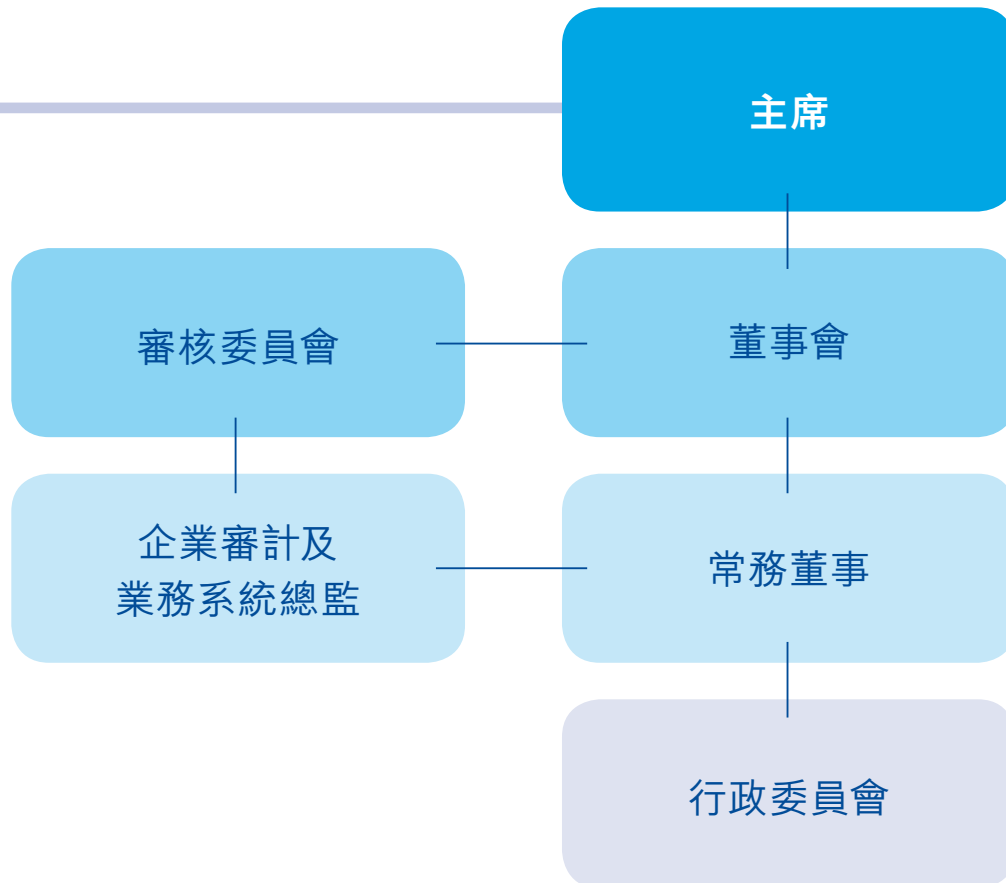 主席
審核委員會
董事會
企業審計及
業務系統總監
常務董事
行政委員會